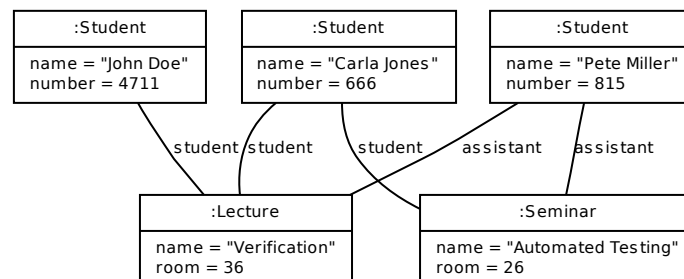 :Student
name = "John Doe"
number = 4711
:Student
name = "Carla Jones"
number = 666
:Student
name = "Pete Miller"
number = 815
student
student
student
assistant
assistant
:Lecture
name = "Verification"
room = 36
:Seminar
name = "Automated Testing"
room = 26